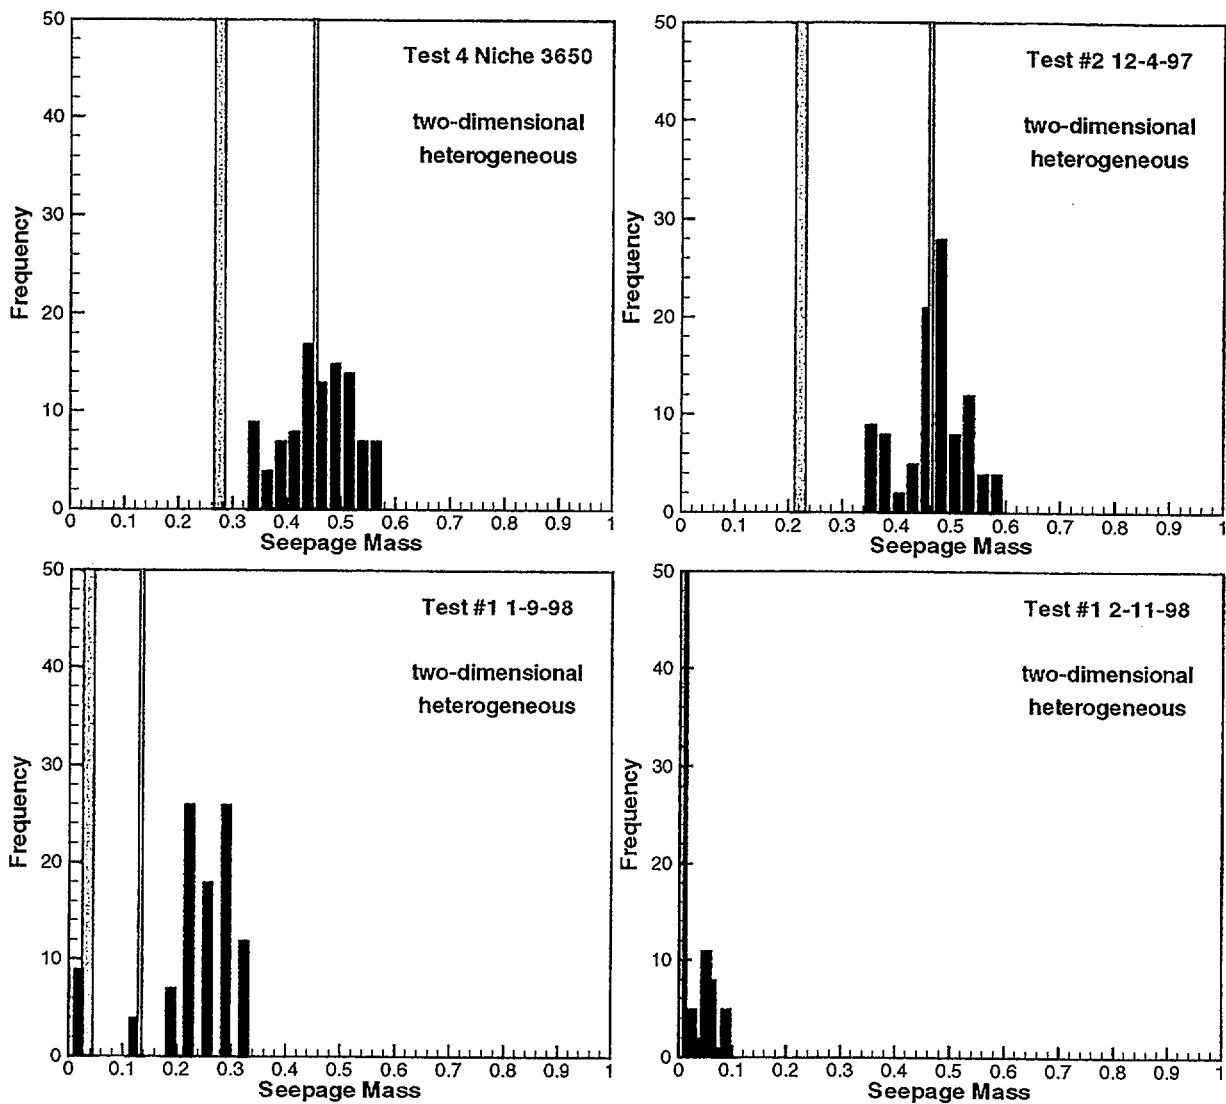 Test 4 Niche 3650
two-dimensional
heterogeneous
Frequency
50
40
30
20
10
0
0 0.1 0.2 0.3 0.4 0.5 0.6 0.7 0.8 0.9 1
Seepage Mass
Test #2 12-4-97
two-dimensional
heterogeneous
Frequency
50
40
30
20
10
0
0 0.1 0.2 0.3 0.4 0.5 0.6 0.7 0.8 0.9 1
Seepage Mass
Test #1 1-9-98
two-dimensional
heterogeneous
Frequency
50
40
30
20
10
0
0 0.1 0.2 0.3 0.4 0.5 0.6 0.7 0.8 0.9 1
Seepage Mass
Test #1 2-11-98
two-dimensional
heterogeneous
Frequency
50
40
30
20
10
0
0 0.1 0.2 0.3 0.4 0.5 0.6 0.7 0.8 0.9 1
Seepage Mass